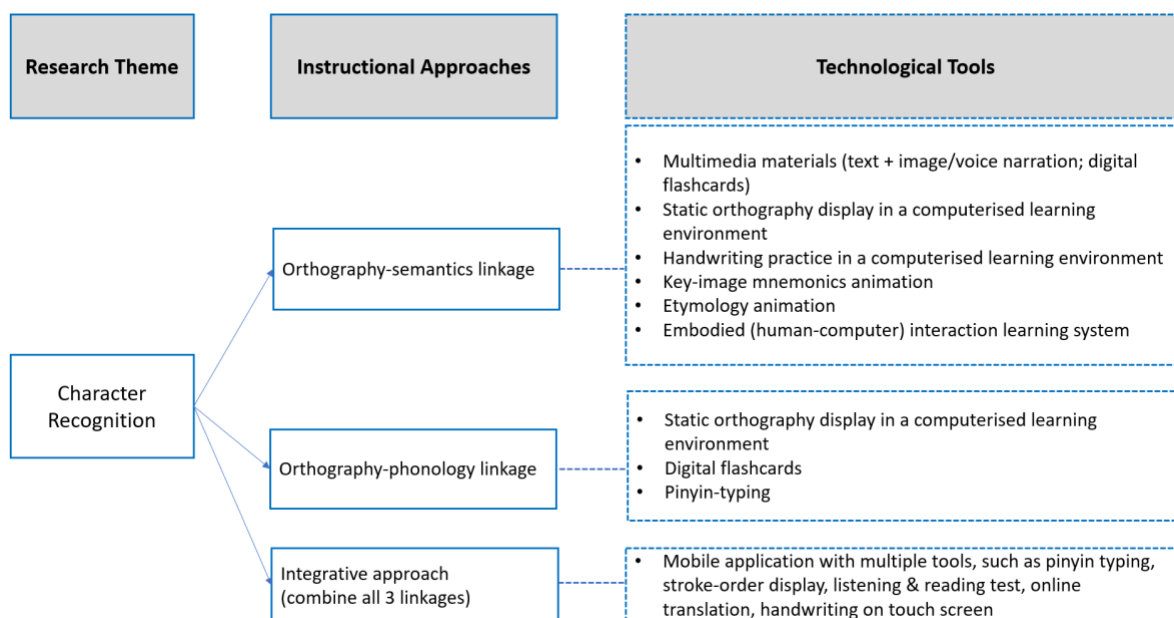 Research Theme
Instructional Approaches
Technological Tools
Character
Recognition
Orthography-semantics linkage
• Multimedia materials (text + image/voice narration; digital
flashcards)
• Static orthography display in a computerised learning
environment
• Handwriting practice in a computerised learning environment
• Key-image mnemonics animation
• Etymology animation
• Embodied (human-computer) interaction learning system
Orthography-phonology linkage
• Static orthography display in a computerised learning
environment
• Digital flashcards
• Pinyin-typing
Integrative approach
(combine all 3 linkages)
• Mobile application with multiple tools, such as pinyin typing,
stroke-order display, listening & reading test, online
translation, handwriting on touch screen